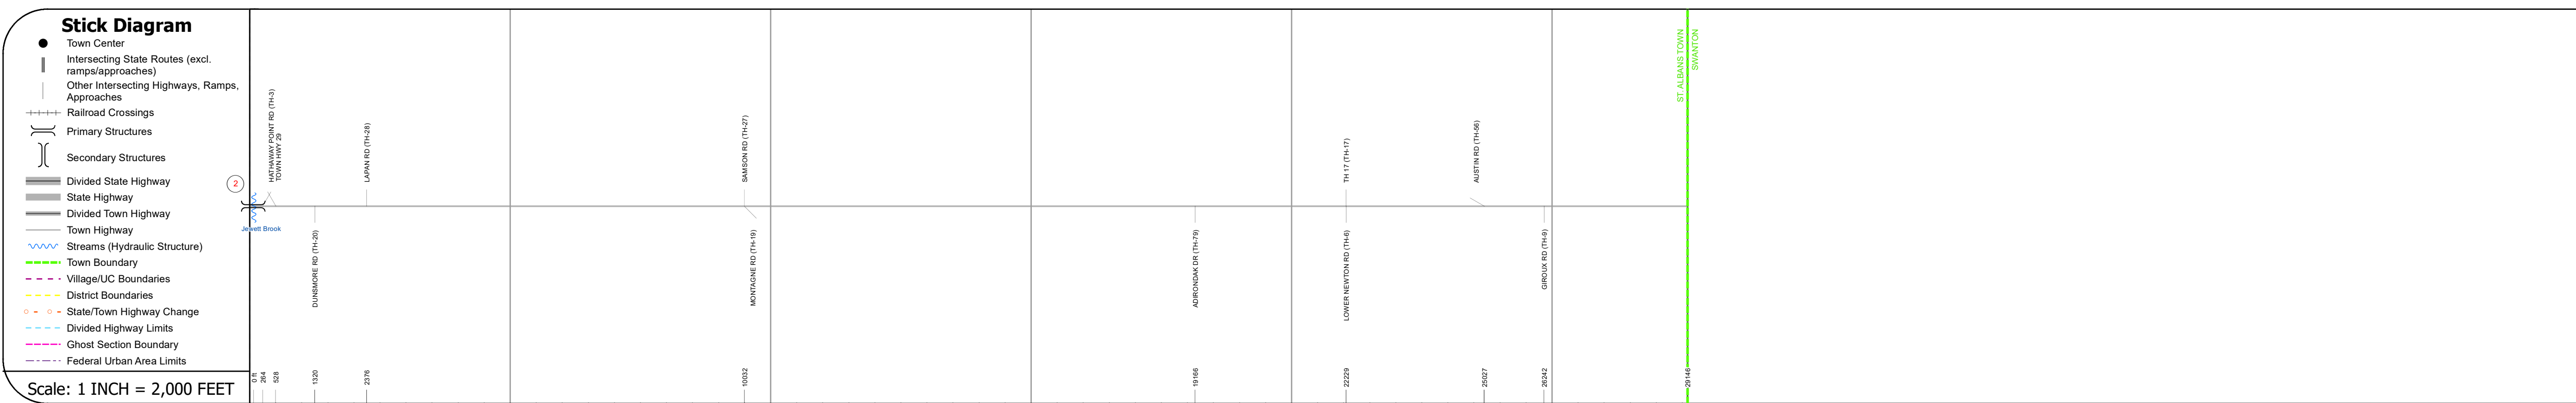 Stick Diagram
Town Center
Intersecting State Routes (excl.
ramps/approaches)
Other Intersecting Highways, Ramps,
Approaches
Railroad Crossings
Primary Structures
Secondary Structures
Divided State Highway
State Highway
Divided Town Highway
Town Highway
Streams (Hydraulic Structure)
Town Boundary
Village/UC Boundaries
District Boundaries
State/Town Highway Change
Divided Highway Limits
Ghost Section Boundary
Federal Urban Area Limits
Scale: 1 INCH = 2,000 FEET
2
Jewett Brook
HATHAWAY POINT RD (TH-3)
TOWN HWY 29
LAPAN RD (TH-28)
SAMSON RD (TH-27)
TH 17 (TH-17)
AUSTIN RD (TH-56)
ST. ALBANS TOWN
SWANTON
DUNSMORE RD (TH-20)
MONTAGNE RD (TH-19)
ADIRONDAK DR (TH-79)
LOWER NEWTON RD (TH-6)
GIROUX RD (TH-9)
0 ft
264
528
1320
2376
10032
19166
22229
25027
26242
29146